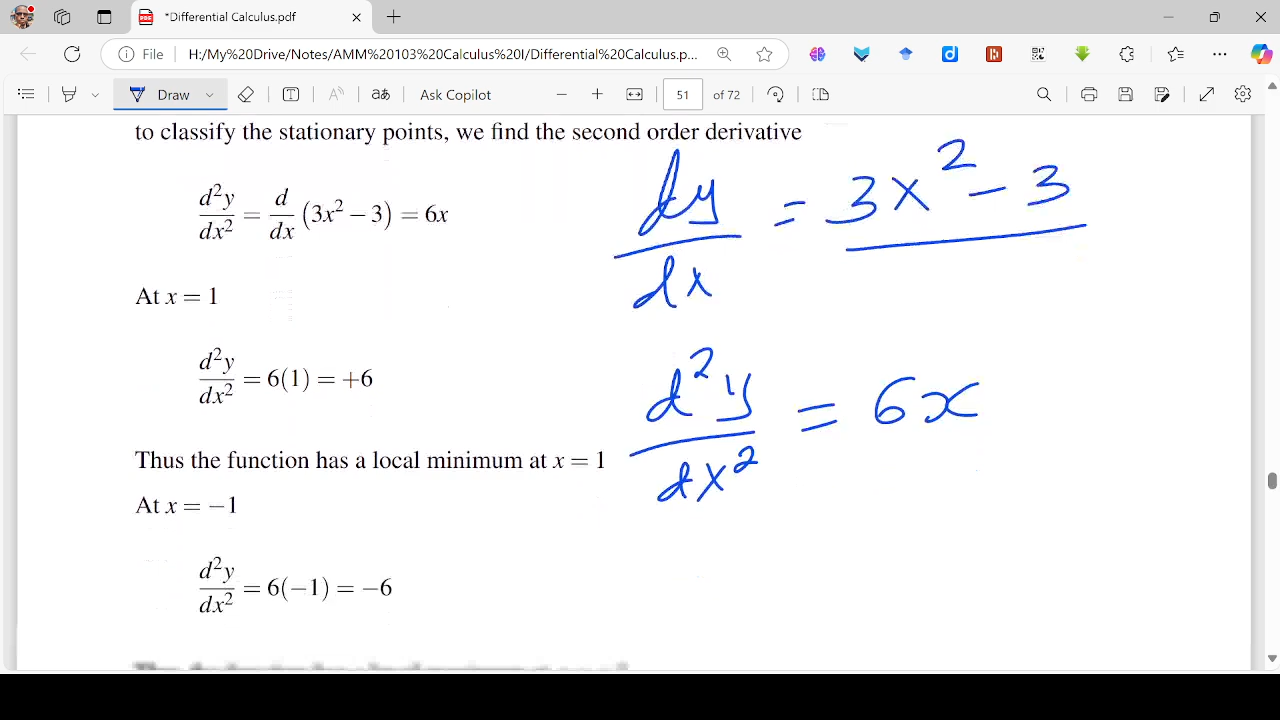 *Differential Calculus.pdf
File H:/My%20Drive/Notes/AMM%20103%20Calculus%20I/Differential%20Calculus.p...
Draw Ask Copilot 51 of 72
to classify the stationary points, we find the second order derivative
d²y/dx² = d/dx (3x² − 3) = 6x
dy/dx = 3x² − 3
At x = 1
d²y/dx² = 6(1) = +6
d²y/dx² = 6x
Thus the function has a local minimum at x = 1
At x = −1
d²y/dx² = 6(−1) = −6